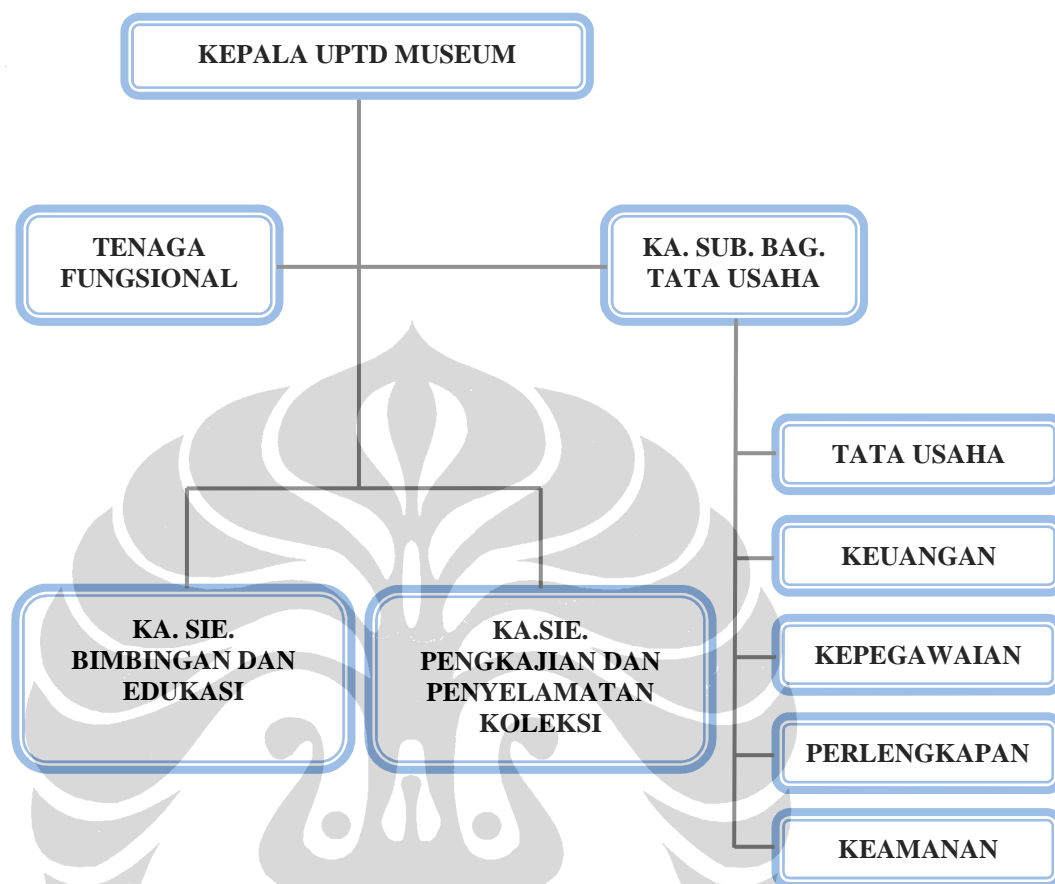 KEPALA UPTD MUSEUM
TENAGA
FUNGSIONAL
KA. SUB. BAG.
TATA USAHA
TATA USAHA
KEUANGAN
KEPEGAWAIAN
PERLENGKAPAN
KEAMANAN
KA. SIE.
BIMBINGAN DAN
EDUKASI
KA.SIE.
PENGKAJIAN DAN
PENYELAMATAN
KOLEKSI